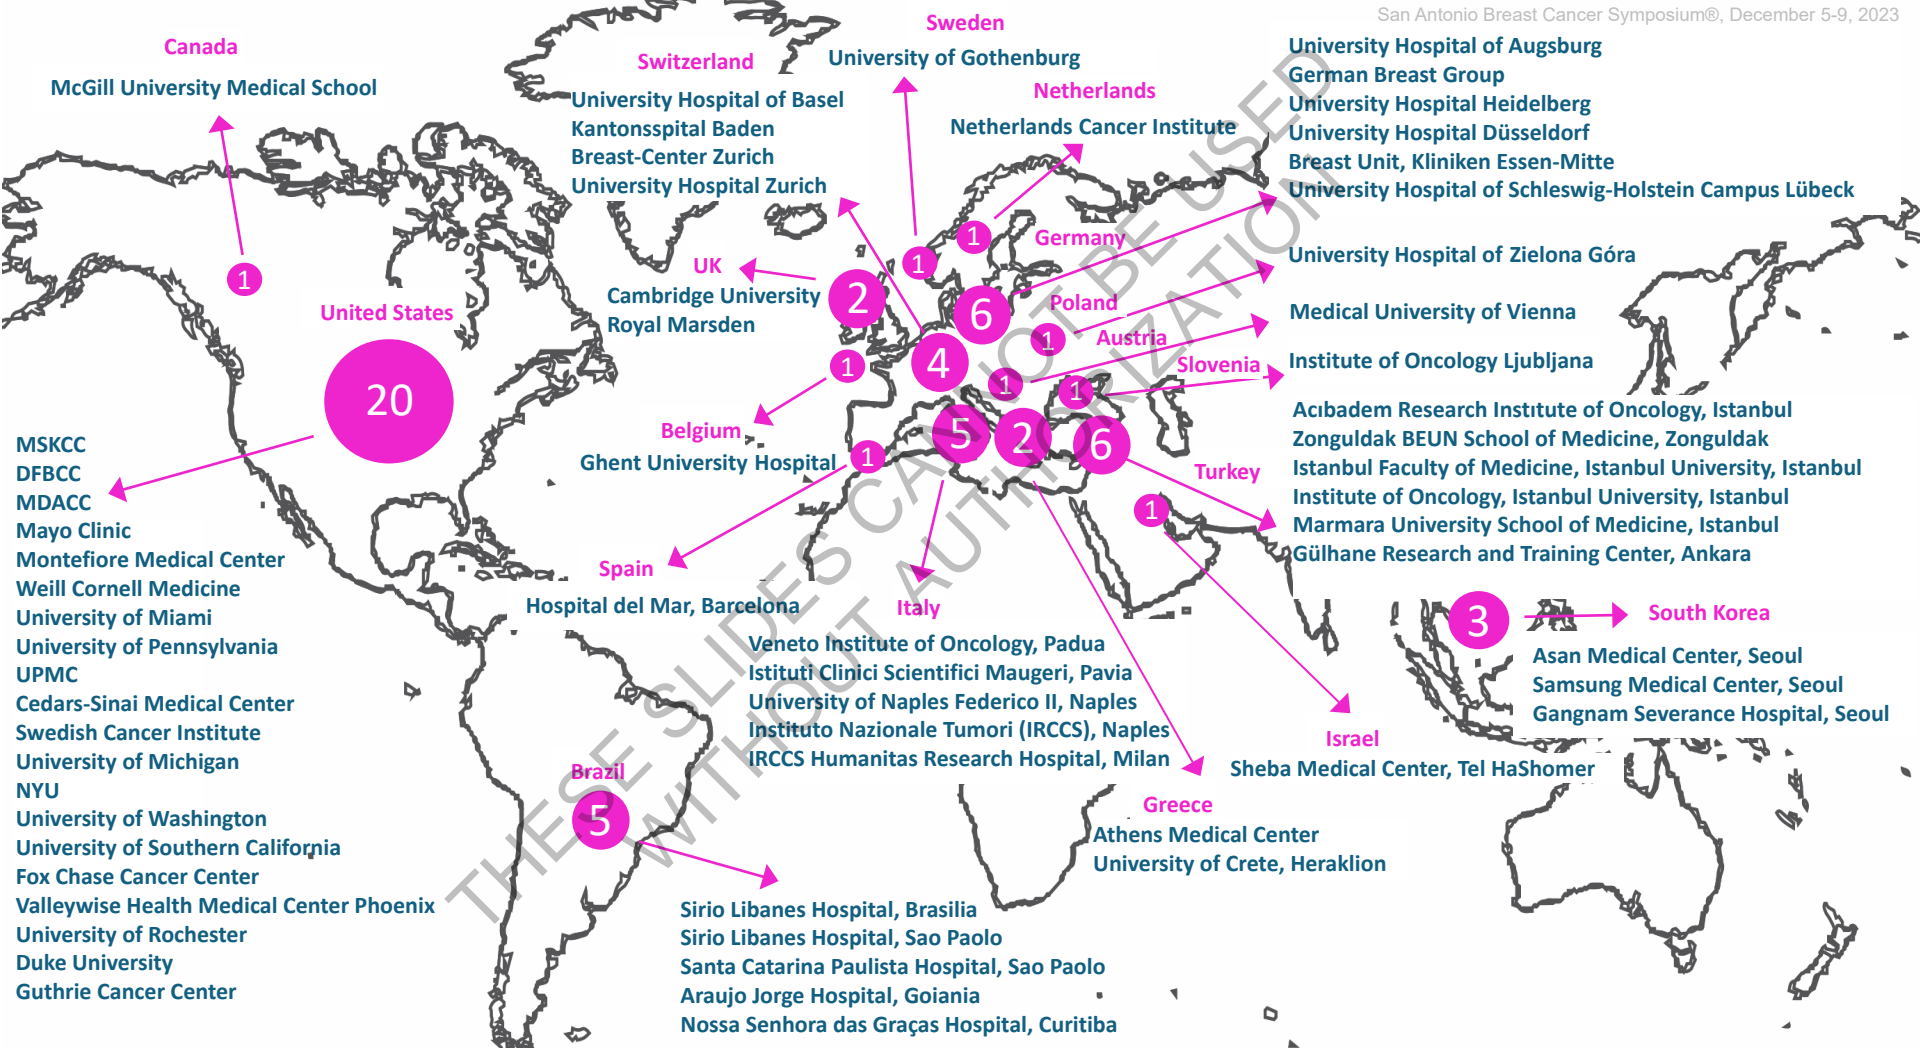 San Antonio Breast Cancer Symposium®, December 5-9, 2023
Canada
McGill University Medical School
1
Switzerland
University Hospital of Basel
Kantonsspital Baden
Breast-Center Zurich
University Hospital Zurich
4
Sweden
University of Gothenburg
1
Netherlands
Netherlands Cancer Institute
1
Germany
University Hospital of Augsburg
German Breast Group
University Hospital Heidelberg
University Hospital Düsseldorf
Breast Unit, Kliniken Essen-Mitte
University Hospital of Schleswig-Holstein Campus Lübeck
6
Poland
University Hospital of Zielona Góra
1
Austria
Medical University of Vienna
1
Slovenia
Institute of Oncology Ljubljana
1
UK
Cambridge University
Royal Marsden
2
Belgium
Ghent University Hospital
1
Spain
Hospital del Mar, Barcelona
1
Italy
Veneto Institute of Oncology, Padua
Istituti Clinici Scientifici Maugeri, Pavia
University of Naples Federico II, Naples
Instituto Nazionale Tumori (IRCCS), Naples
IRCCS Humanitas Research Hospital, Milan
5
Greece
Athens Medical Center
University of Crete, Heraklion
2
Turkey
Acıbadem Research Instıtute of Oncology, Istanbul
Zonguldak BEUN School of Medicine, Zonguldak
Istanbul Faculty of Medicine, Istanbul University, Istanbul
Institute of Oncology, Istanbul University, Istanbul
Marmara University School of Medicine, Istanbul
Gülhane Research and Training Center, Ankara
6
Israel
Sheba Medical Center, Tel HaShomer
1
South Korea
Asan Medical Center, Seoul
Samsung Medical Center, Seoul
Gangnam Severance Hospital, Seoul
3
United States
20
MSKCC
DFBCC
MDACC
Mayo Clinic
Montefiore Medical Center
Weill Cornell Medicine
University of Miami
University of Pennsylvania
UPMC
Cedars-Sinai Medical Center
Swedish Cancer Institute
University of Michigan
NYU
University of Washington
University of Southern California
Fox Chase Cancer Center
Valleywise Health Medical Center Phoenix
University of Rochester
Duke University
Guthrie Cancer Center
Brazil
5
Sirio Libanes Hospital, Brasilia
Sirio Libanes Hospital, Sao Paolo
Santa Catarina Paulista Hospital, Sao Paolo
Araujo Jorge Hospital, Goiania
Nossa Senhora das Graças Hospital, Curitiba
THESE SLIDES CANNOT BE USED
WITHOUT AUTHORIZATION